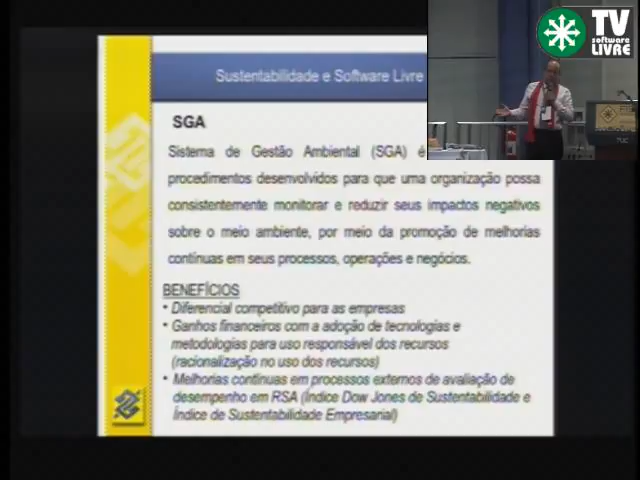 TV
software
LIVRE
Sustentabilidade e Software Livre
SGA
Sistema de Gestão Ambiental (SGA) é
procedimentos desenvolvidos para que uma organização possa
consistentemente monitorar e reduzir seus impactos negativos
sobre o meio ambiente, por meio da promoção de melhorias
contínuas em seus processos, operações e negócios.
BENEFÍCIOS
• Diferencial competitivo para as empresas
• Ganhos financeiros com a adoção de tecnologias e
metodologias para uso responsável dos recursos
(racionalização no uso dos recursos)
• Melhorias contínuas em processos externos de avaliação de
desempenho em RSA (Índice Dow Jones de Sustentabilidade e
Índice de Sustentabilidade Empresarial)